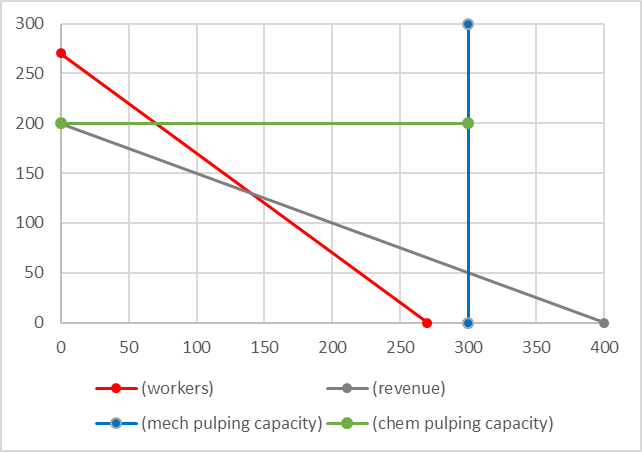 300
250
200
150
100
50
0
0 50 100 150 200 250 300 350 400
(workers) (revenue)
(mech pulping capacity) (chem pulping capacity)